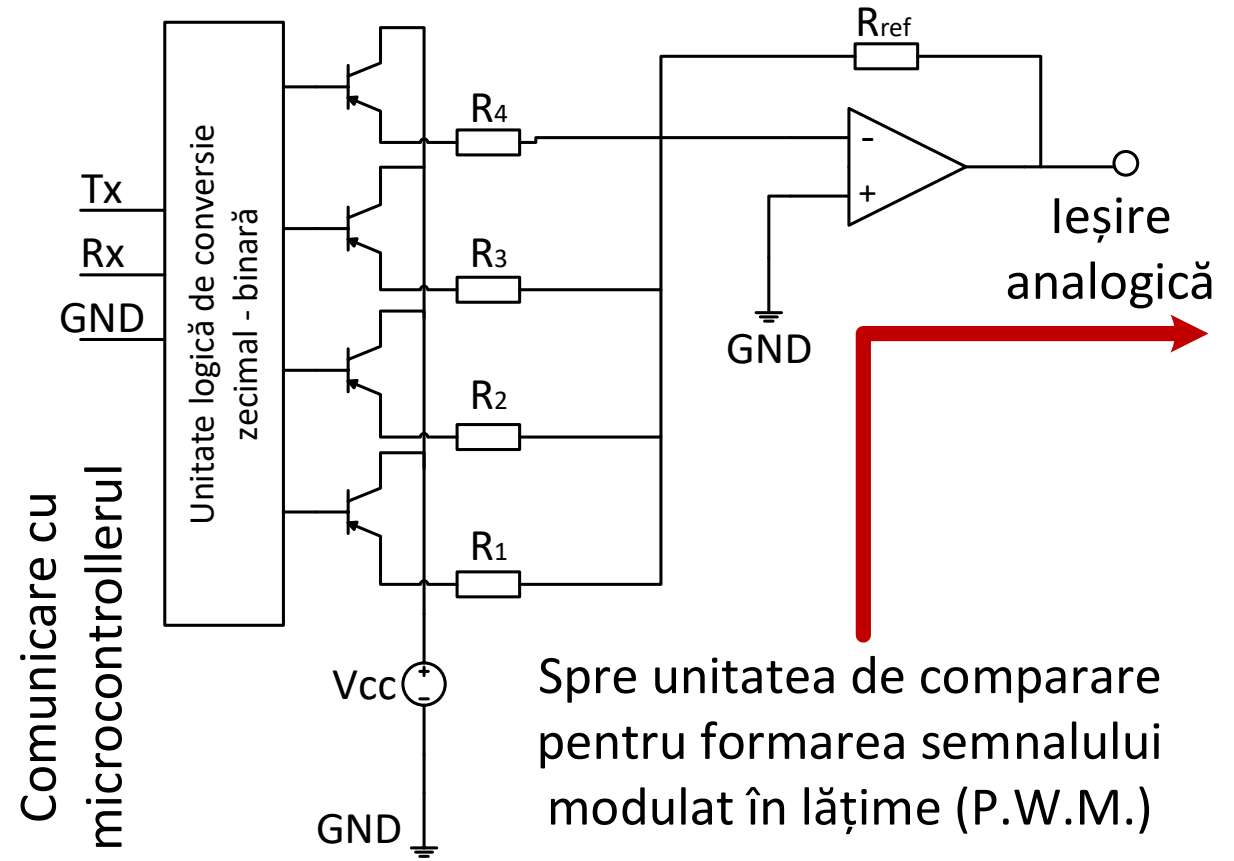 Rref
R4
Tx
Rx
GND
Unitate logică de conversie
zecimal - binară
R3
R2
R1
-
+
Ieșire
analogică
GND
Comunicare cu
microcontrollerul
Vcc
+
-
GND
Spre unitatea de comparare
pentru formarea semnalului
modulat în lățime (P.W.M.)